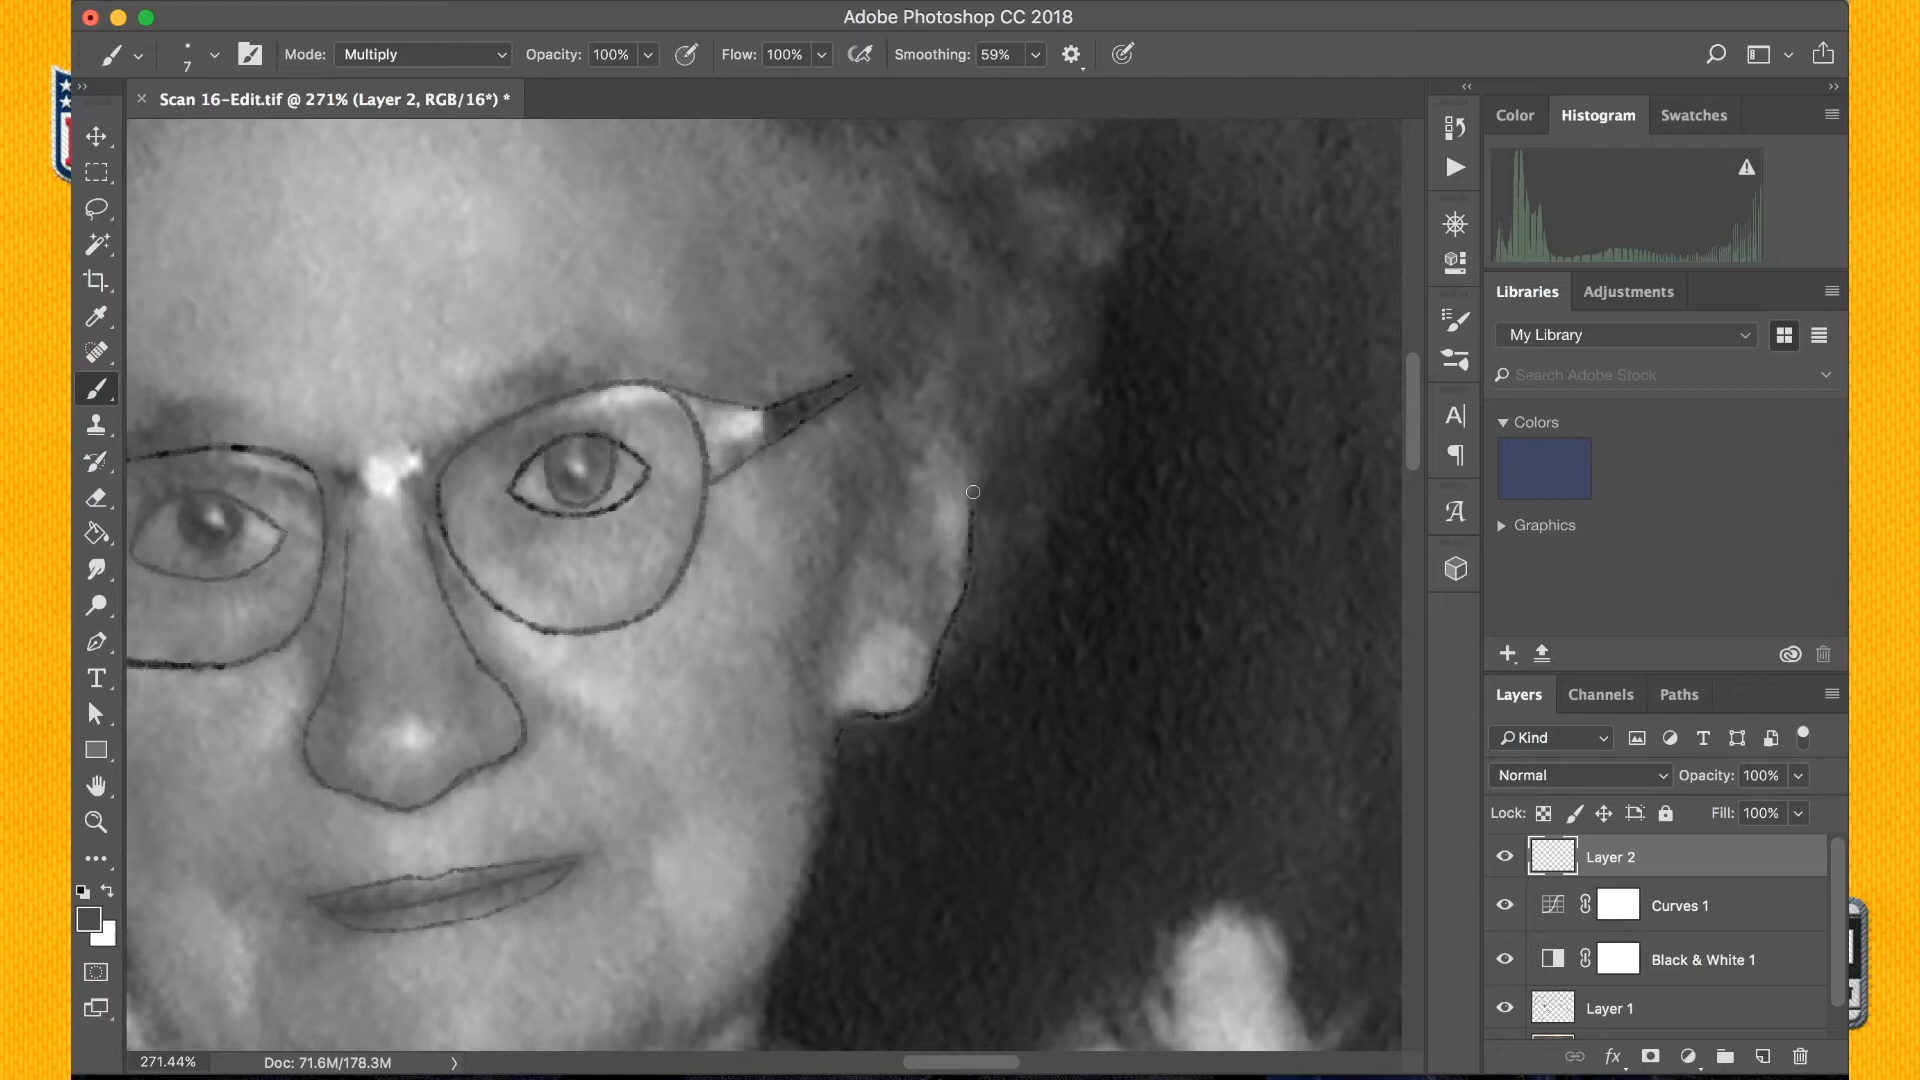 Adobe Photoshop CC 2018
7
Mode: Multiply
Opacity: 100%
Flow: 100%
Smoothing: 59%
× Scan 16-Edit.tif @ 271% (Layer 2, RGB/16*) *
Color Histogram Swatches
Libraries Adjustments
My Library
Search Adobe Stock
Colors
Graphics
Layers Channels Paths
Kind
Normal Opacity: 100%
Lock: Fill: 100%
Layer 2
Curves 1
Black & White 1
Layer 1
fx
271.44% Doc: 71.6M/178.3M